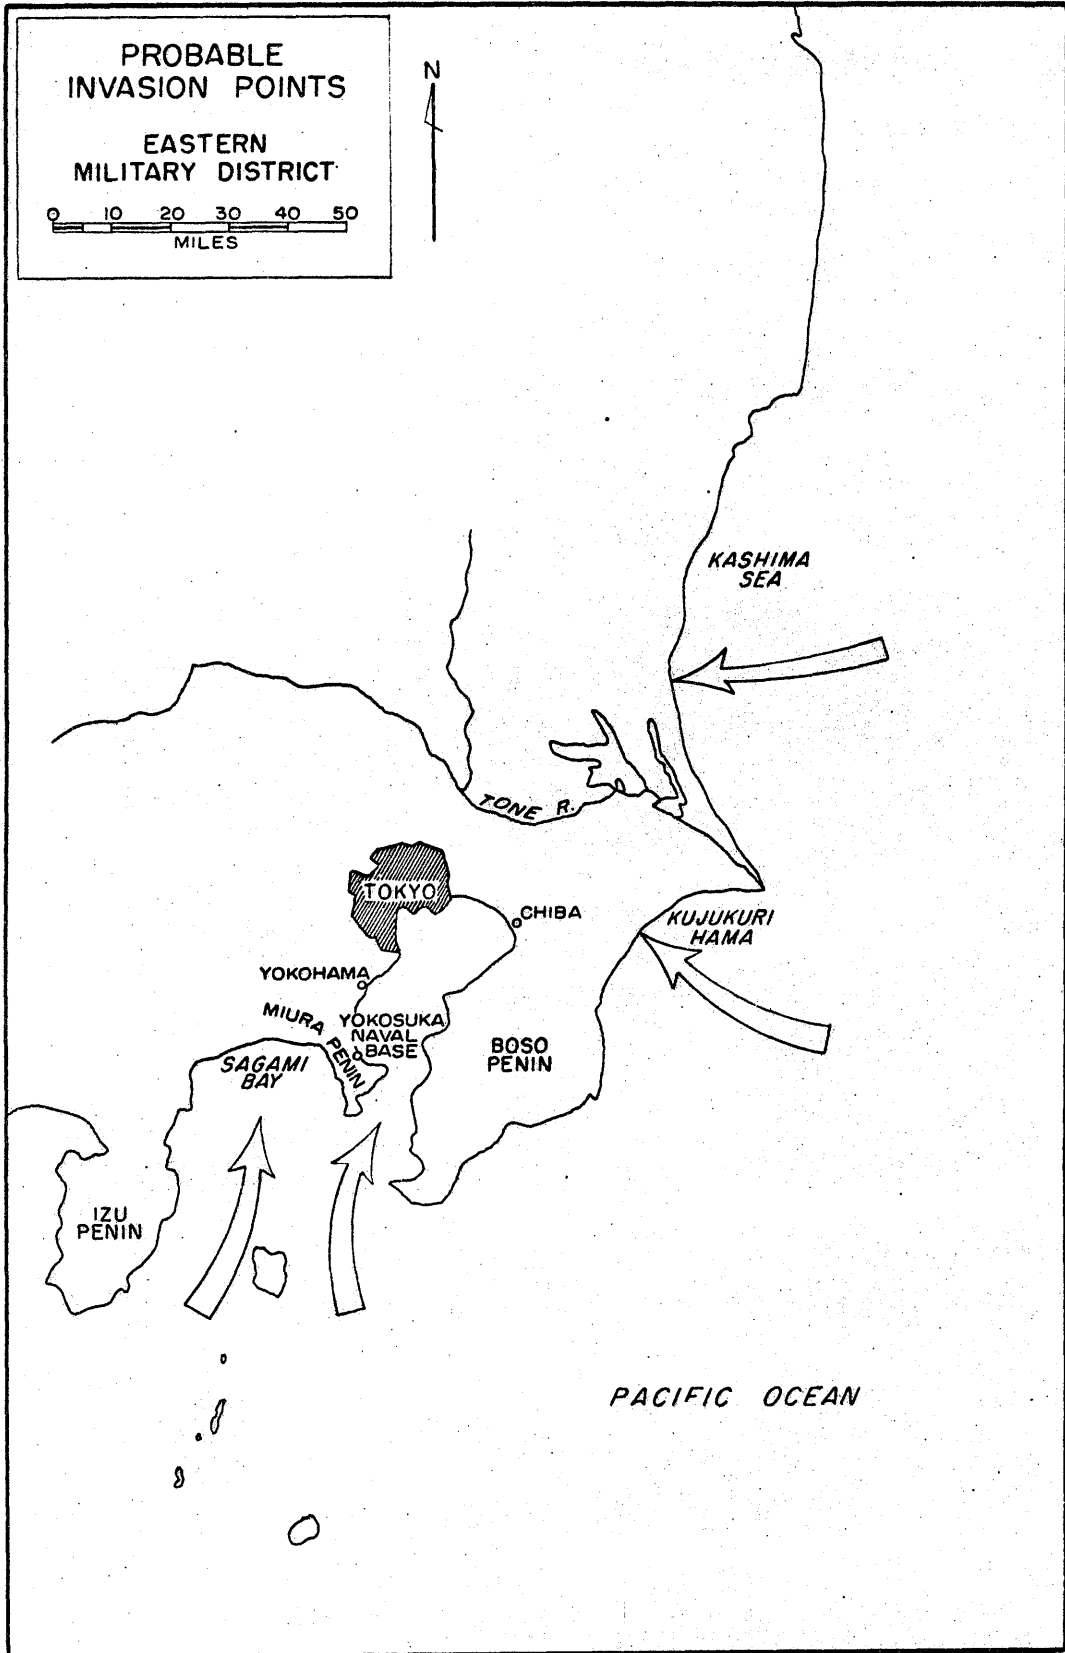 PROBABLE
INVASION POINTS
EASTERN
MILITARY DISTRICT
0 10 20 30 40 50
MILES
N
KASHIMA
SEA
TONE R.
TOKYO
CHIBA
KUJUKURI
HAMA
YOKOHAMA
MIURA PENIN
YOKOSUKA
NAVAL
BASE
BOSO
PENIN
SAGAMI
BAY
IZU
PENIN
PACIFIC OCEAN